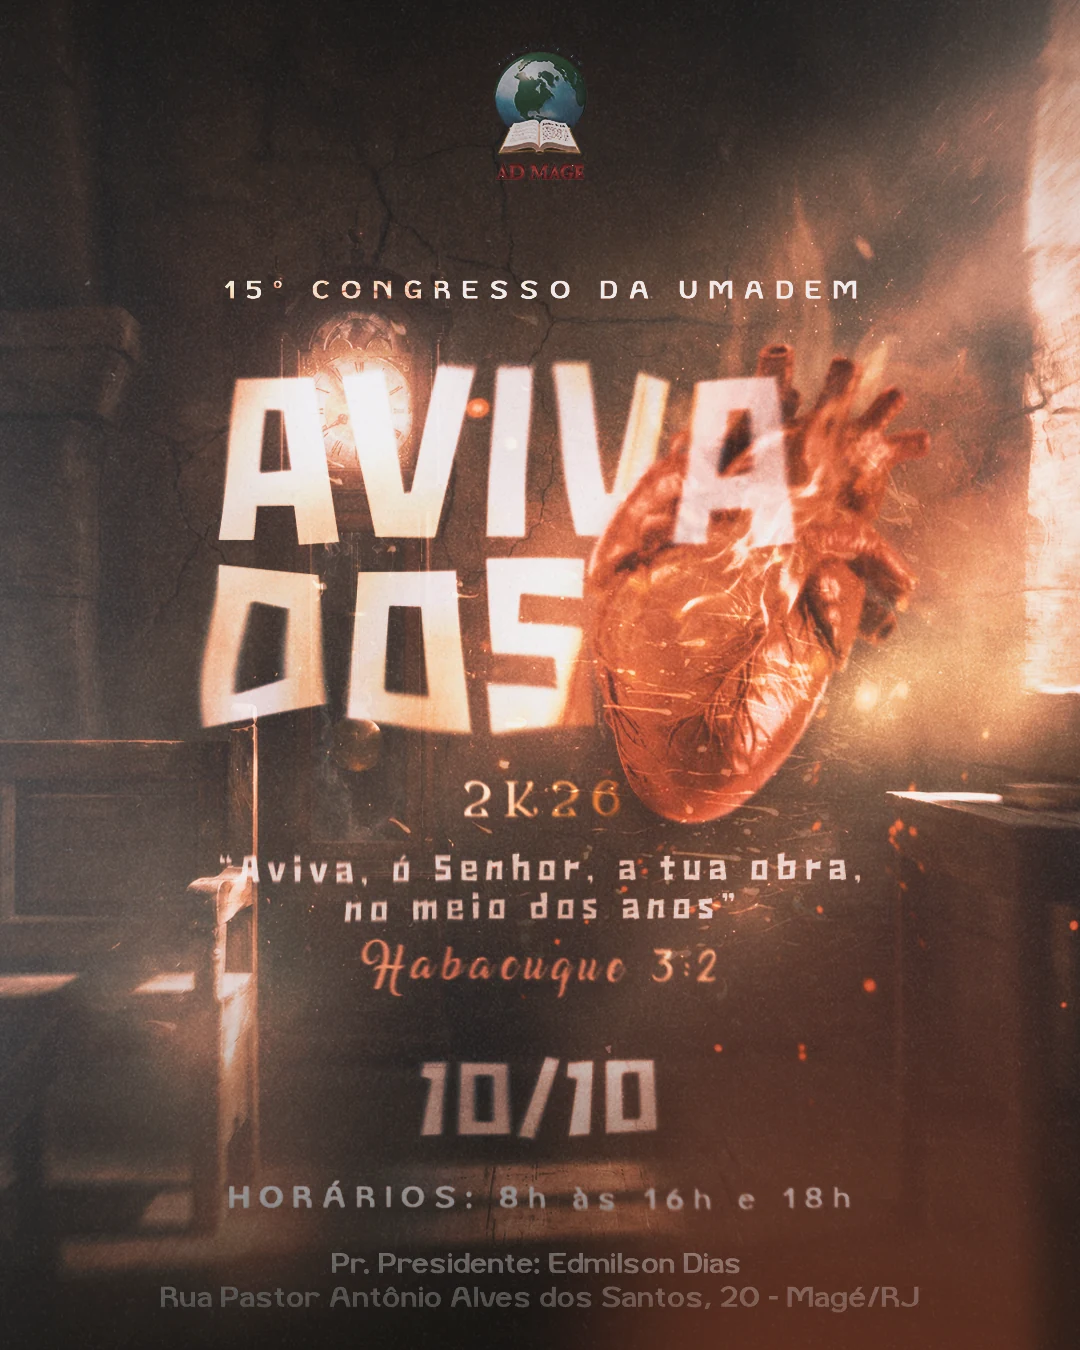 AD MAGE
15° CONGRESSO DA UMADEM
AVIVA
DOS
2K26
“Aviva, ó Senhor, a tua obra,
no meio dos anos”
Habacuque 3:2
10/10
HORÁRIOS: 8h às 16h e 18h
Pr. Presidente: Edmilson Dias
Rua Pastor Antônio Alves dos Santos, 20 - Magé/RJ